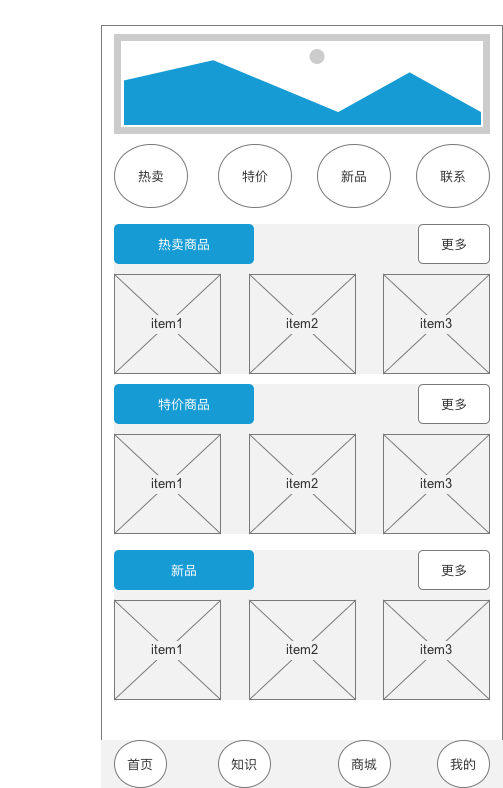 热卖 特价 新品 联系
热卖商品 更多
item1 item2 item3
特价商品 更多
item1 item2 item3
新品 更多
item1 item2 item3
首页 知识 商城 我的